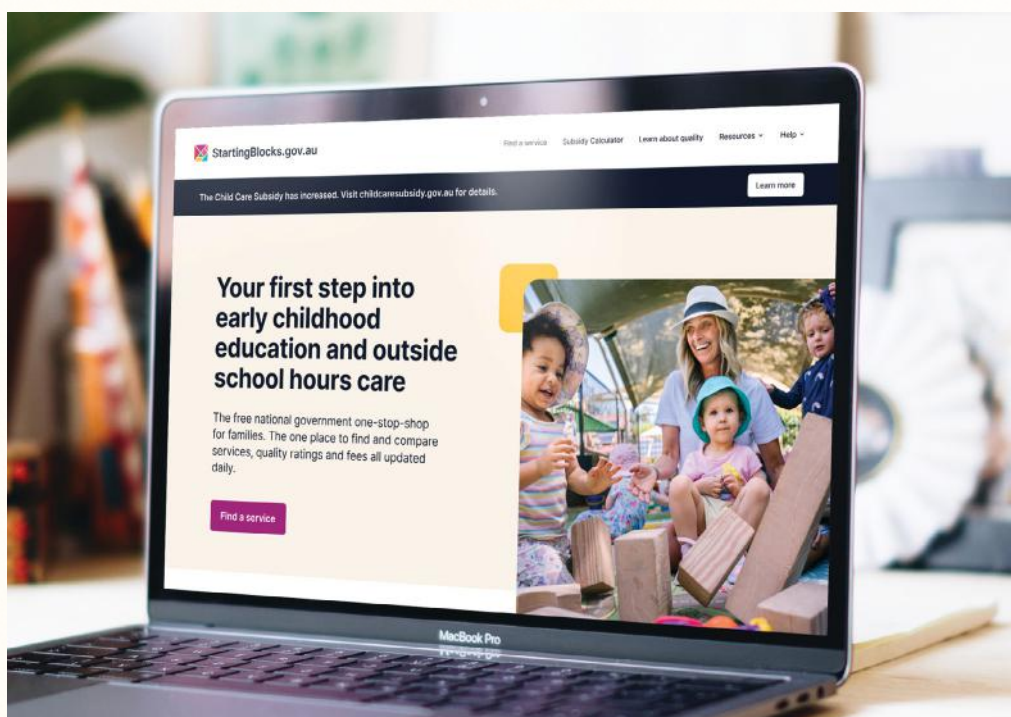 StartingBlocks.gov.au
Find a service Subsidy Calculator Learn about quality Resources Help
The Child Care Subsidy has increased. Visit childcaresubsidy.gov.au for details.
Learn more
Your first step into
early childhood
education and outside
school hours care
The free national government one-stop-shop
for families. The one place to find and compare
services, quality ratings and fees all updated
daily.
Find a service
MacBook Pro